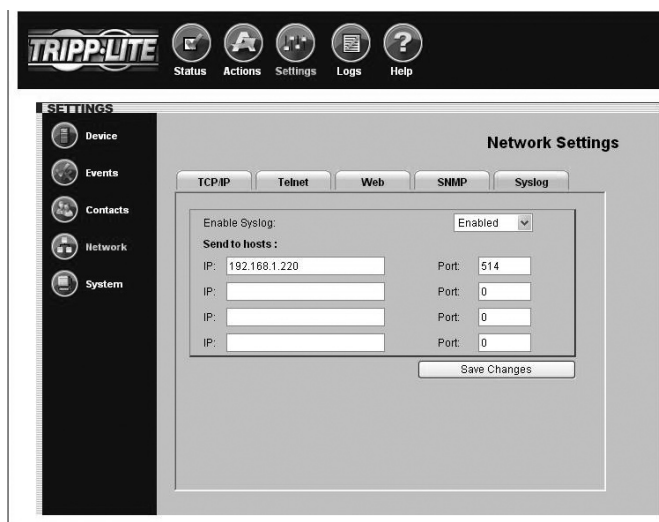 TRIPP·LITE
Status Actions Settings Logs Help
SETTINGS
Device
Events
Contacts
Network
System
Network Settings
TCP/IP Telnet Web SNMP Syslog
Enable Syslog: Enabled
Send to hosts :
IP: 192.168.1.220 Port: 514
IP: Port: 0
IP: Port: 0
IP: Port: 0
Save Changes